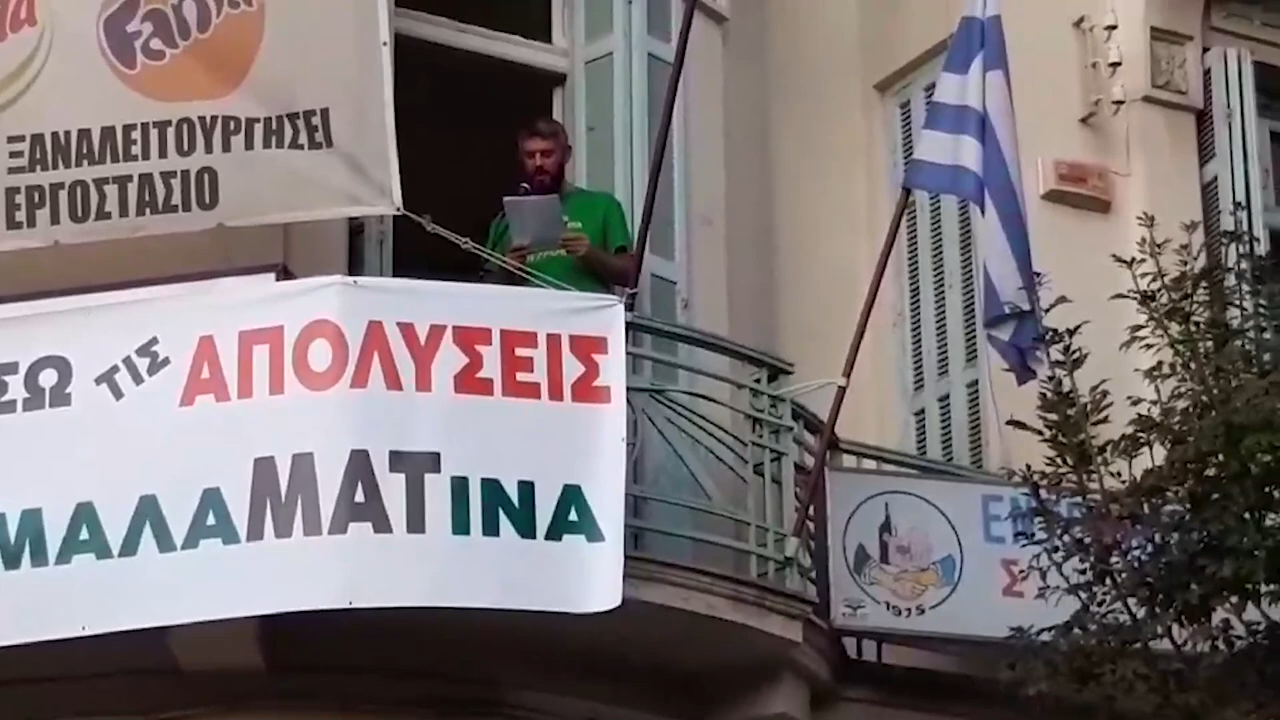 Fanta
ΞΑΝΑΛΕΙΤΟΥΡΓΗΣΕΙ
ΕΡΓΟΣΤΑΣΙΟ
ΣΩ ΤΙΣ ΑΠΟΛΥΣΕΙΣ
ΜΑΛΑΜΑΤΙΝΑ
1975